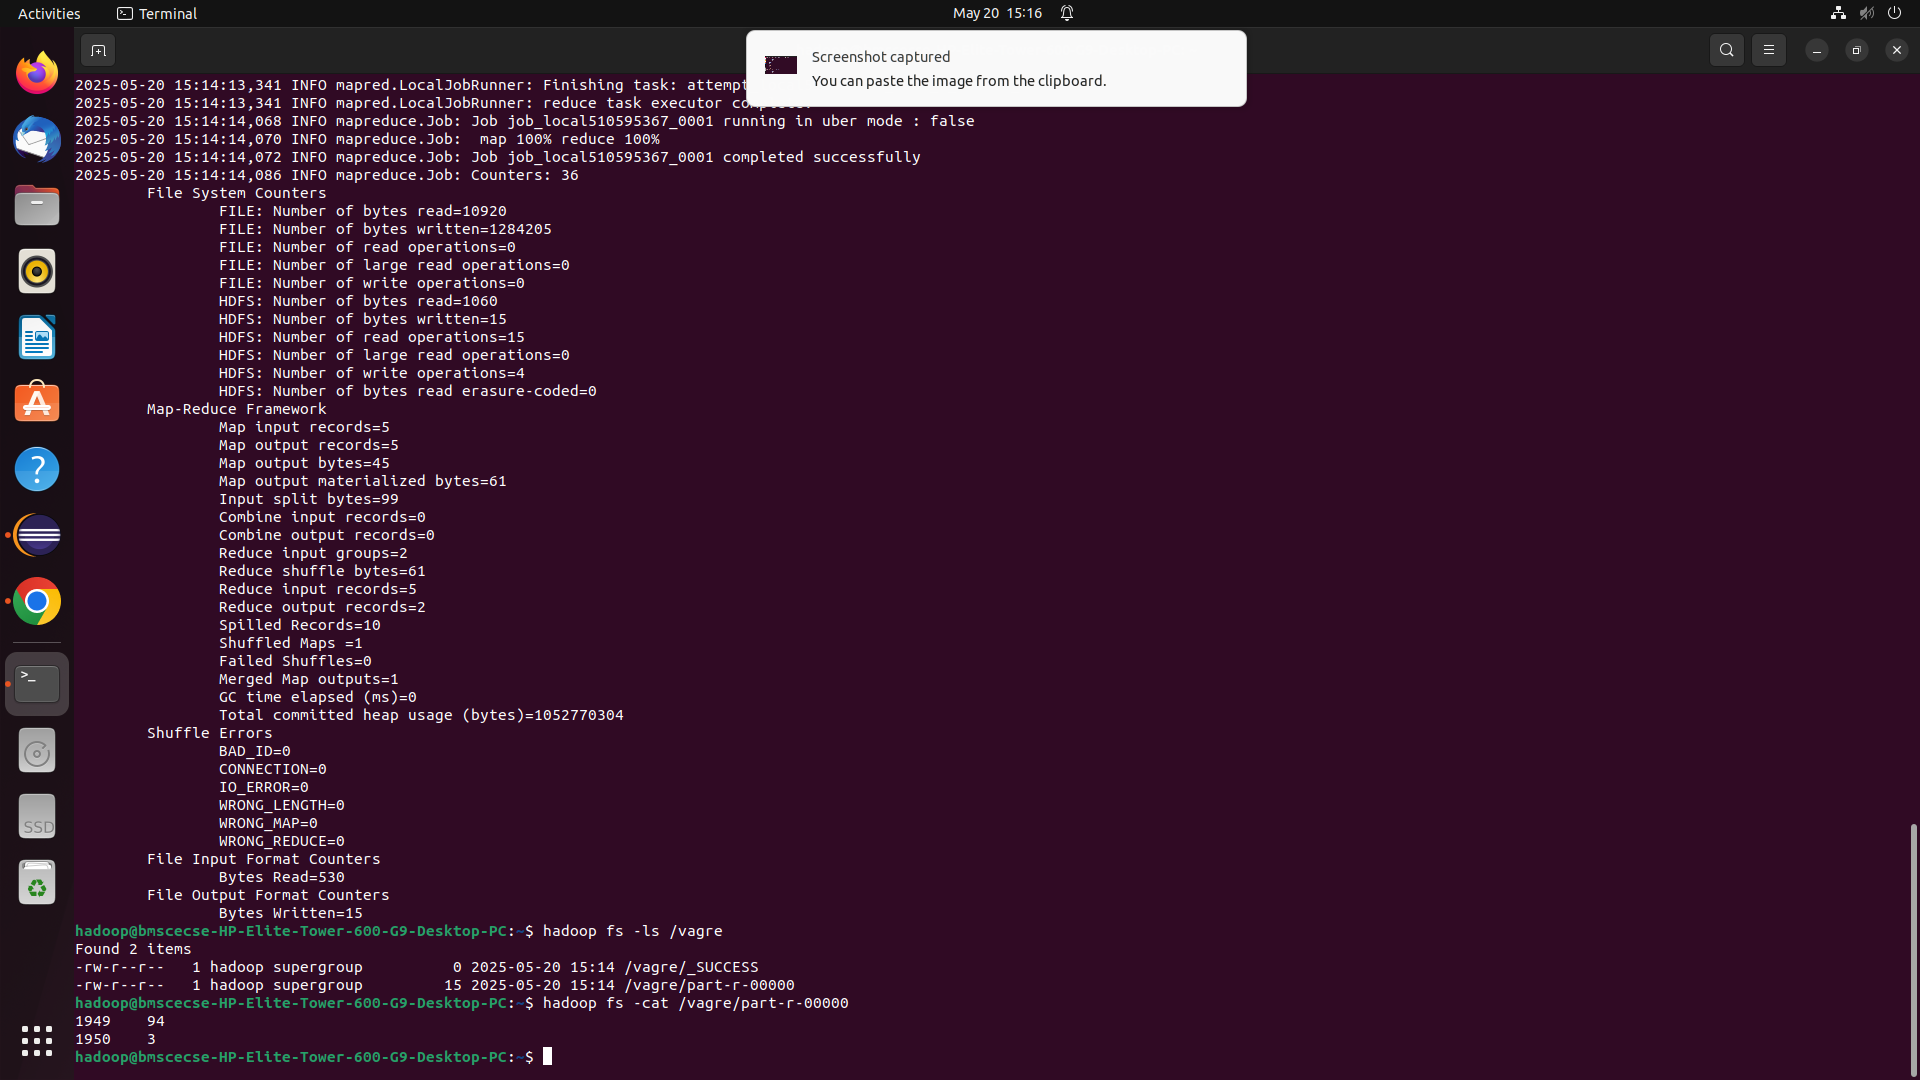 Activities
Terminal
May 20 15:16
Screenshot captured
You can paste the image from the clipboard.
2025-05-20 15:14:13,341 INFO mapred.LocalJobRunner: Finishing task: attempt
2025-05-20 15:14:13,341 INFO mapred.LocalJobRunner: reduce task executor complete.
2025-05-20 15:14:14,068 INFO mapreduce.Job: Job job_local510595367_0001 running in uber mode : false
2025-05-20 15:14:14,070 INFO mapreduce.Job:  map 100% reduce 100%
2025-05-20 15:14:14,072 INFO mapreduce.Job: Job job_local510595367_0001 completed successfully
2025-05-20 15:14:14,086 INFO mapreduce.Job: Counters: 36
File System Counters
FILE: Number of bytes read=10920
FILE: Number of bytes written=1284205
FILE: Number of read operations=0
FILE: Number of large read operations=0
FILE: Number of write operations=0
HDFS: Number of bytes read=1060
HDFS: Number of bytes written=15
HDFS: Number of read operations=15
HDFS: Number of large read operations=0
HDFS: Number of write operations=4
HDFS: Number of bytes read erasure-coded=0
Map-Reduce Framework
Map input records=5
Map output records=5
Map output bytes=45
Map output materialized bytes=61
Input split bytes=99
Combine input records=0
Combine output records=0
Reduce input groups=2
Reduce shuffle bytes=61
Reduce input records=5
Reduce output records=2
Spilled Records=10
Shuffled Maps =1
Failed Shuffles=0
Merged Map outputs=1
GC time elapsed (ms)=0
Total committed heap usage (bytes)=1052770304
Shuffle Errors
BAD_ID=0
CONNECTION=0
IO_ERROR=0
WRONG_LENGTH=0
WRONG_MAP=0
WRONG_REDUCE=0
File Input Format Counters
Bytes Read=530
File Output Format Counters
Bytes Written=15
hadoop@bmscecse-HP-Elite-Tower-600-G9-Desktop-PC:~$ hadoop fs -ls /vagre
Found 2 items
-rw-r--r--   1 hadoop supergroup          0 2025-05-20 15:14 /vagre/_SUCCESS
-rw-r--r--   1 hadoop supergroup         15 2025-05-20 15:14 /vagre/part-r-00000
hadoop@bmscecse-HP-Elite-Tower-600-G9-Desktop-PC:~$ hadoop fs -cat /vagre/part-r-00000
1949	94
1950	3
hadoop@bmscecse-HP-Elite-Tower-600-G9-Desktop-PC:~$
SSD